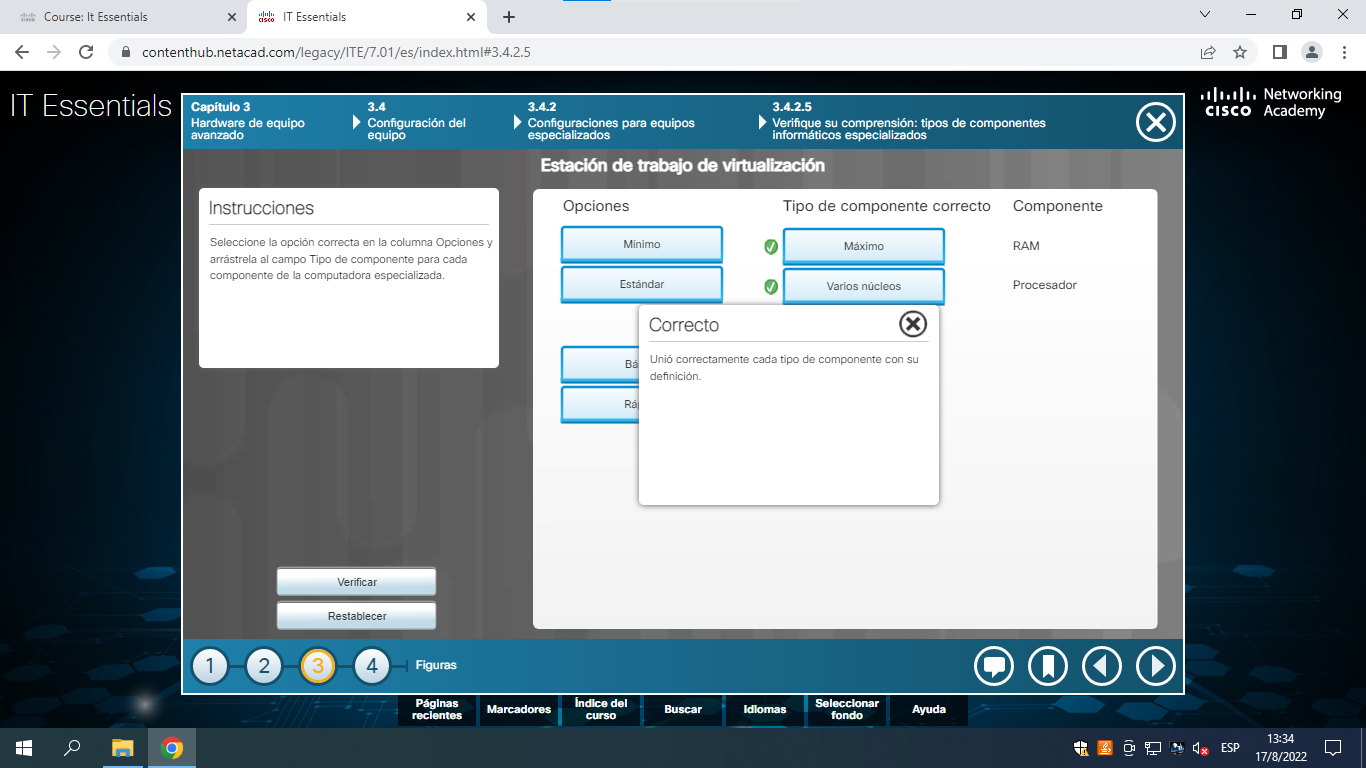 Course: It Essentials
IT Essentials
contenthub.netacad.com/legacy/ITE/7.01/es/index.html#3.4.2.5
IT Essentials
Capítulo 3
Hardware de equipo
avanzado
3.4
Configuración del
equipo
3.4.2
Configuraciones para equipos
especializados
3.4.2.5
Verifique su comprensión: tipos de componentes
informáticos especializados
CISCO
Networking
Academy
Estación de trabajo de virtualización
Instrucciones
Seleccione la opción correcta en la columna Opciones y
arrástrela al campo Tipo de componente para cada
componente de la computadora especializada.
Opciones
Tipo de componente correcto
Componente
Mínimo
Máximo
RAM
Estándar
Varios núcleos
Procesador
Correcto
Unió correctamente cada tipo de componente con su
definición.
Bá
Ráp
Verificar
Restablecer
1
2
3
4
Figuras
Páginas
recientes
Marcadores
Índice del
curso
Buscar
Idiomas
Seleccionar
fondo
Ayuda
ESP
13:34
17/8/2022